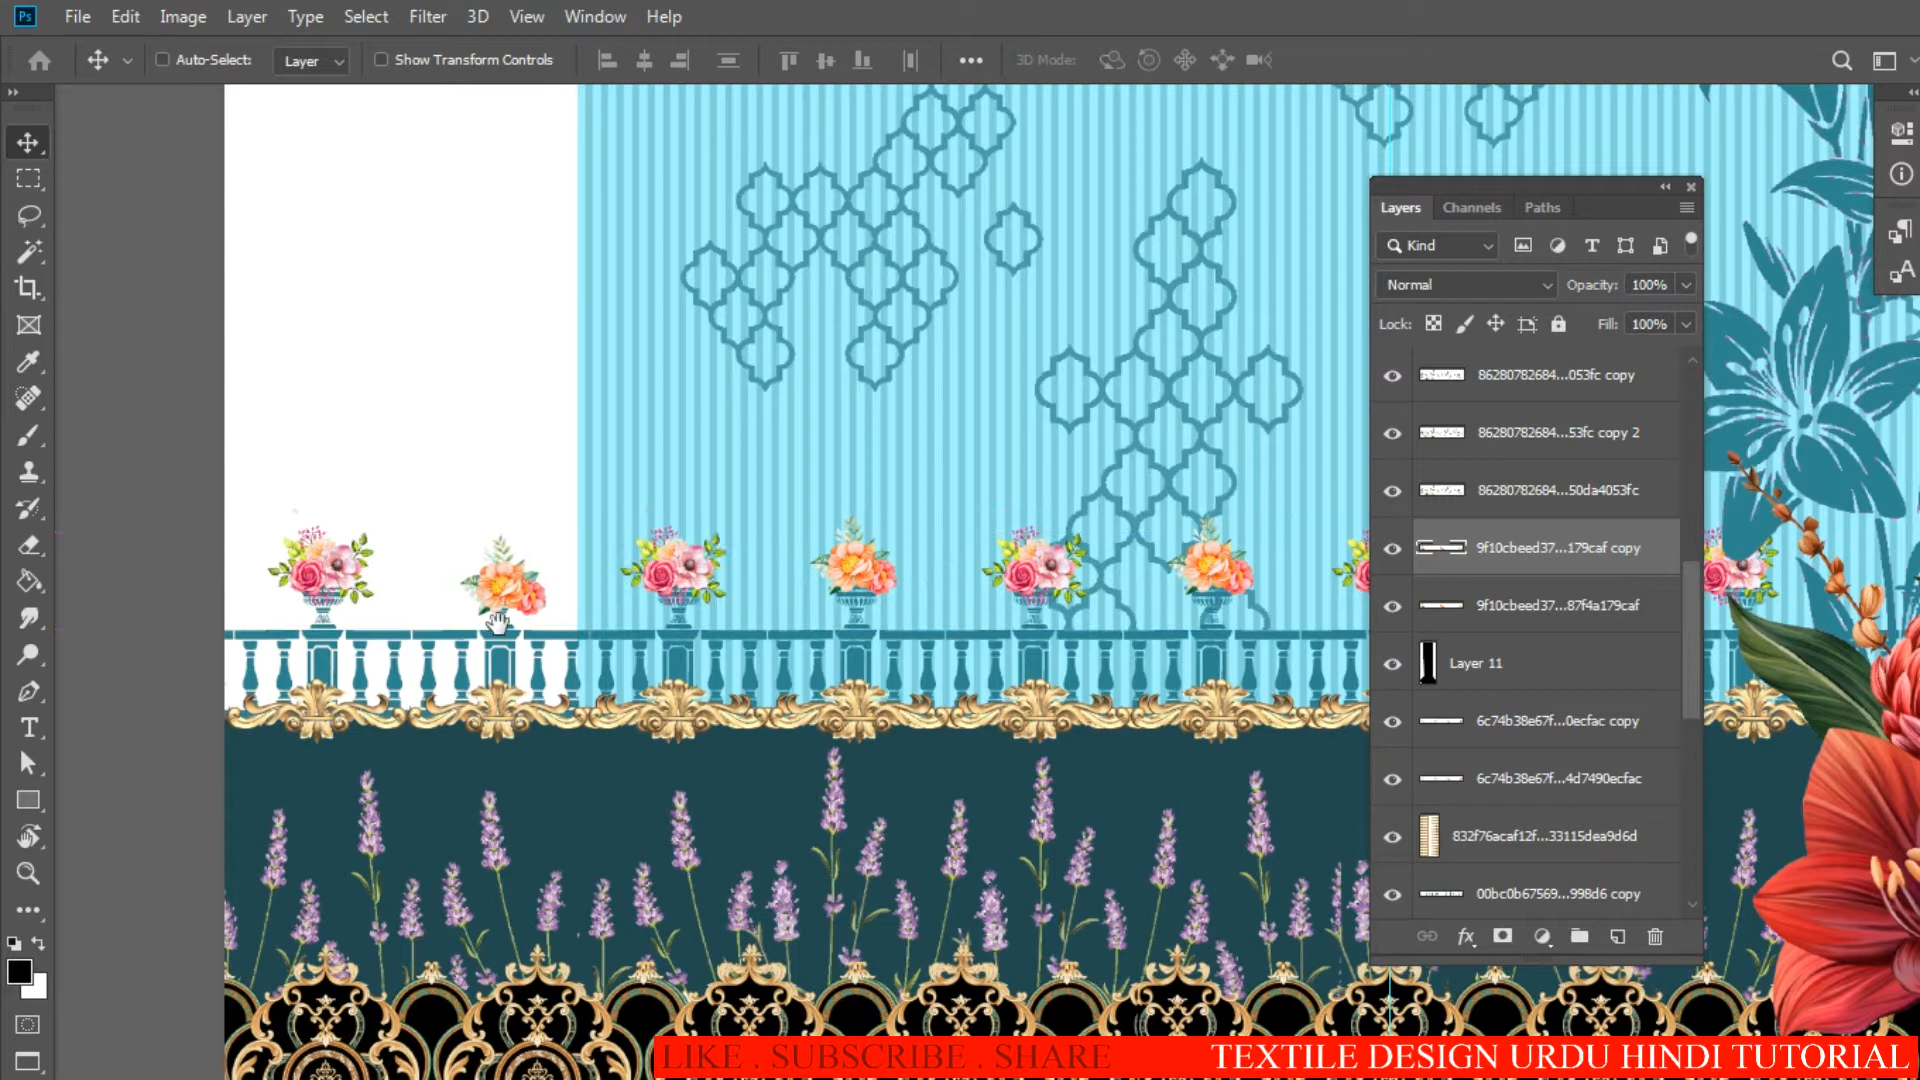 Ps File Edit Image Layer Type Select Filter 3D View Window Help
Auto-Select: Layer Show Transform Controls 3D Mode:
Layers Channels Paths
Kind
Normal Opacity: 100%
Lock: Fill: 100%
86280782684...053fc copy
86280782684...53fc copy 2
86280782684...50da4053fc
9f10cbeed37...179caf copy
9f10cbeed37...87f4a179caf
Layer 11
6c74b38e67f...0ecfac copy
6c74b38e67f...4d7490ecfac
832f76acaf12f...33115dea9d6d
00bc0b67569...998d6 copy
fx
LIKE . SUBSCRIBE . SHARE
TEXTILE DESIGN URDU HINDI TUTORIAL